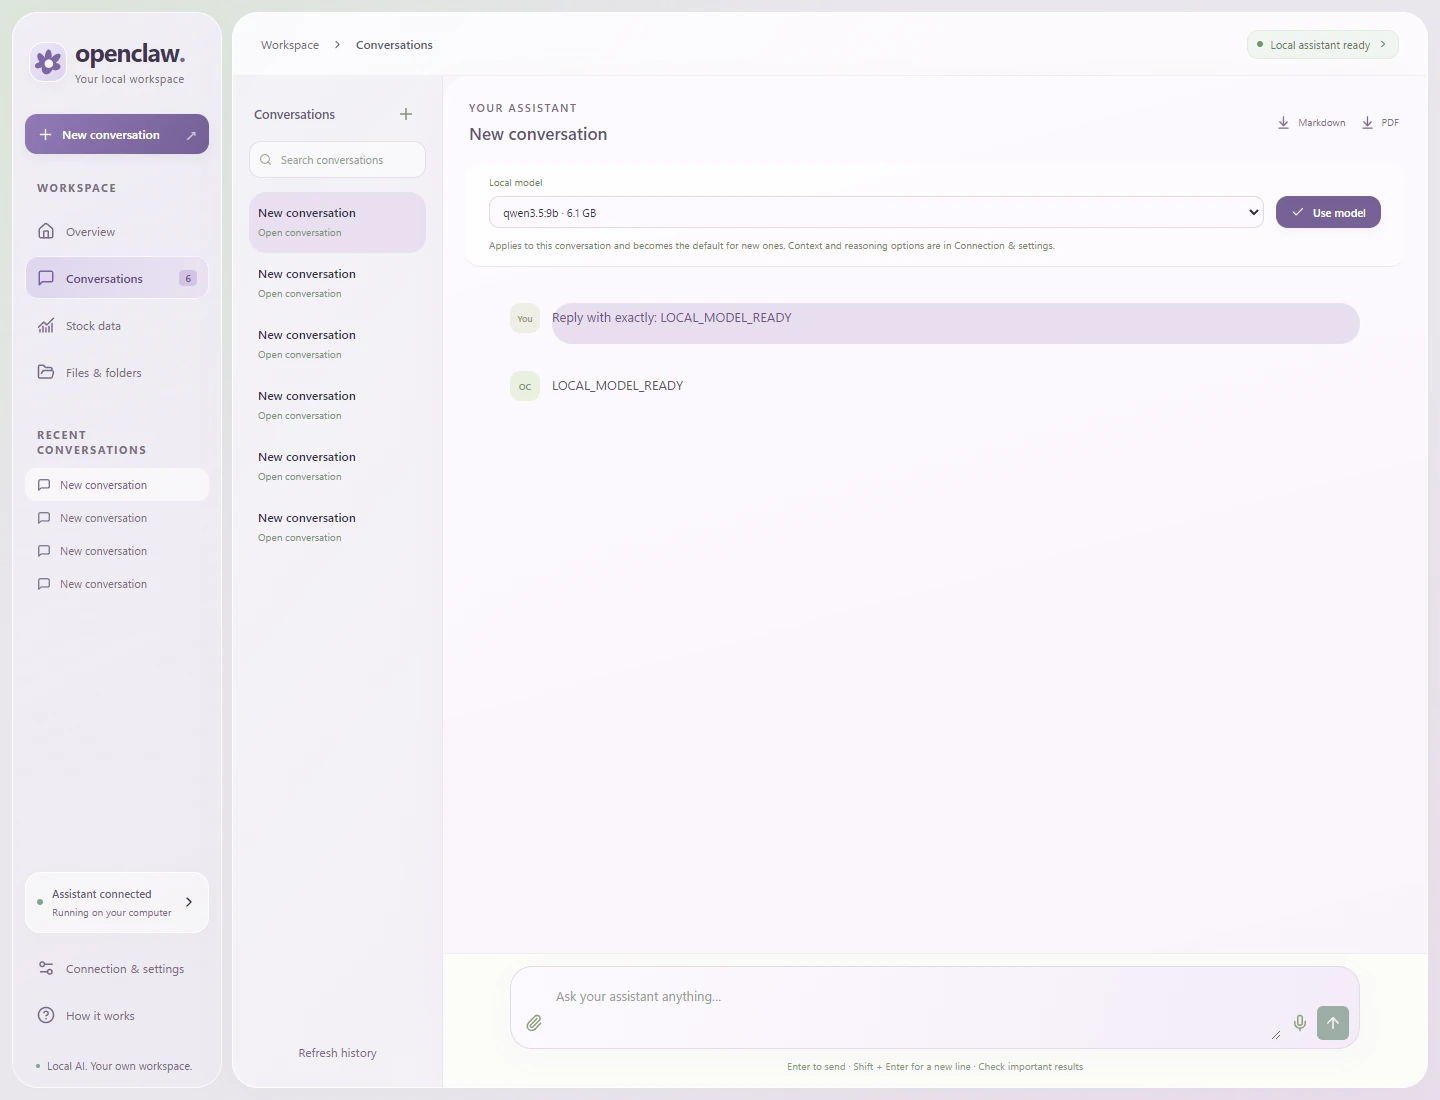 openclaw.
Your local workspace
New conversation
WORKSPACE
Overview
Conversations
6
Stock data
Files & folders
RECENT
CONVERSATIONS
New conversation
New conversation
New conversation
New conversation
Assistant connected
Running on your computer
Connection & settings
How it works
Local AI. Your own workspace.
Workspace
Conversations
Local assistant ready
Conversations
Search conversations
New conversation
Open conversation
New conversation
Open conversation
New conversation
Open conversation
New conversation
Open conversation
New conversation
Open conversation
New conversation
Open conversation
Refresh history
YOUR ASSISTANT
New conversation
Markdown
PDF
Local model
qwen3.5:9b · 6.1 GB
Use model
Applies to this conversation and becomes the default for new ones. Context and reasoning options are in Connection & settings.
You
Reply with exactly: LOCAL_MODEL_READY
OC
LOCAL_MODEL_READY
Ask your assistant anything...
Enter to send · Shift + Enter for a new line · Check important results